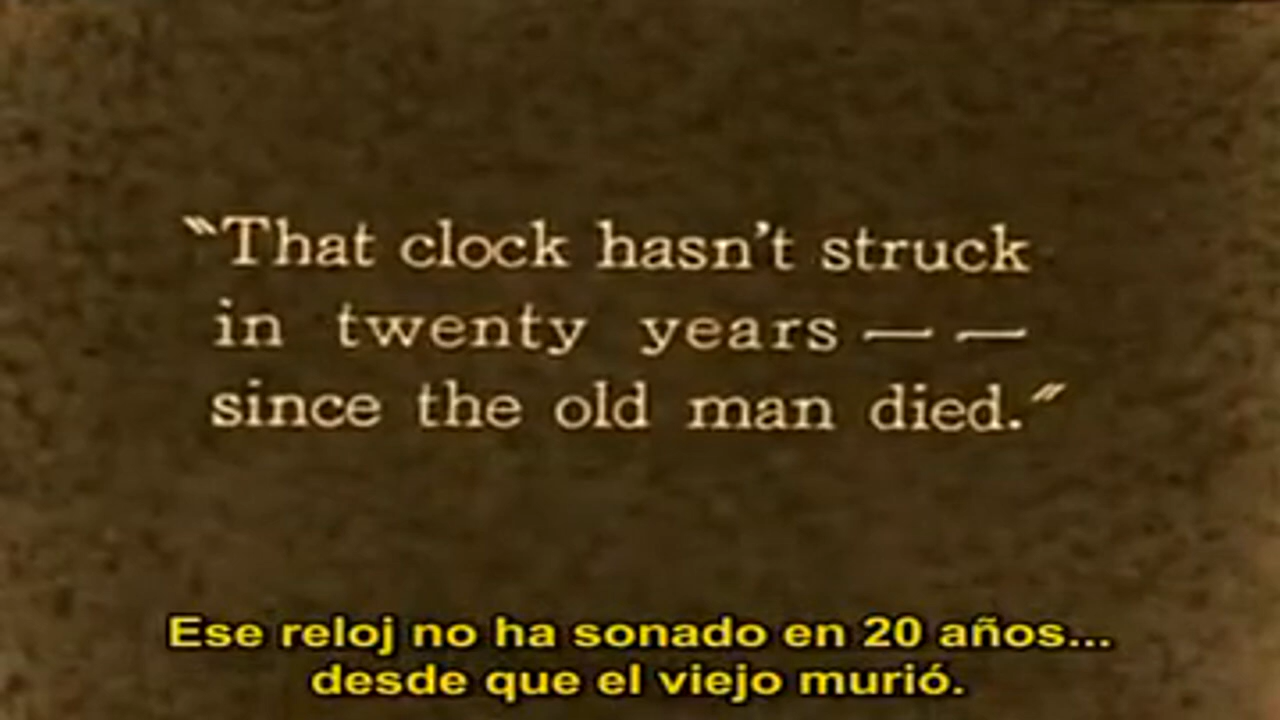 "That clock hasn't struck
in twenty years — —
since the old man died."
Ese reloj no ha sonado en 20 años...
desde que el viejo murió.